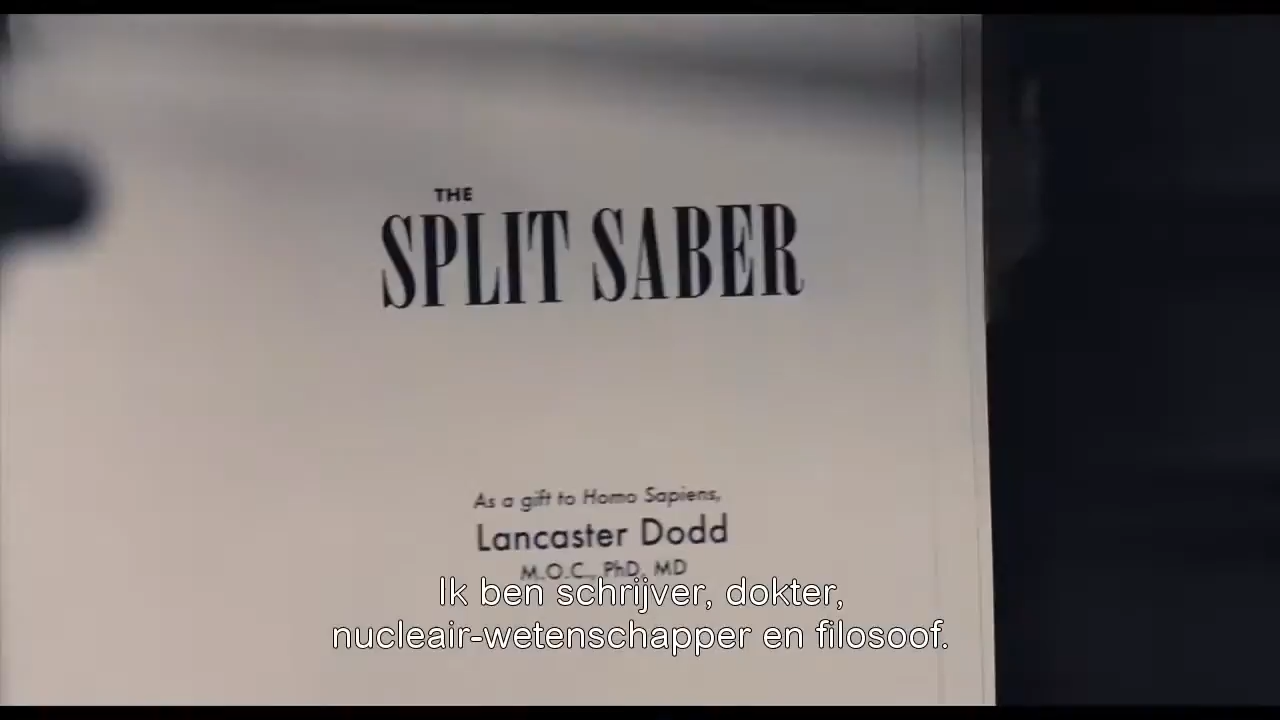 THE
SPLIT SABER
As a gift to Homo Sapiens,
Lancaster Dodd
M.O.C., PhD, MD
Ik ben schrijver, dokter,
nucleair-wetenschapper en filosoof.